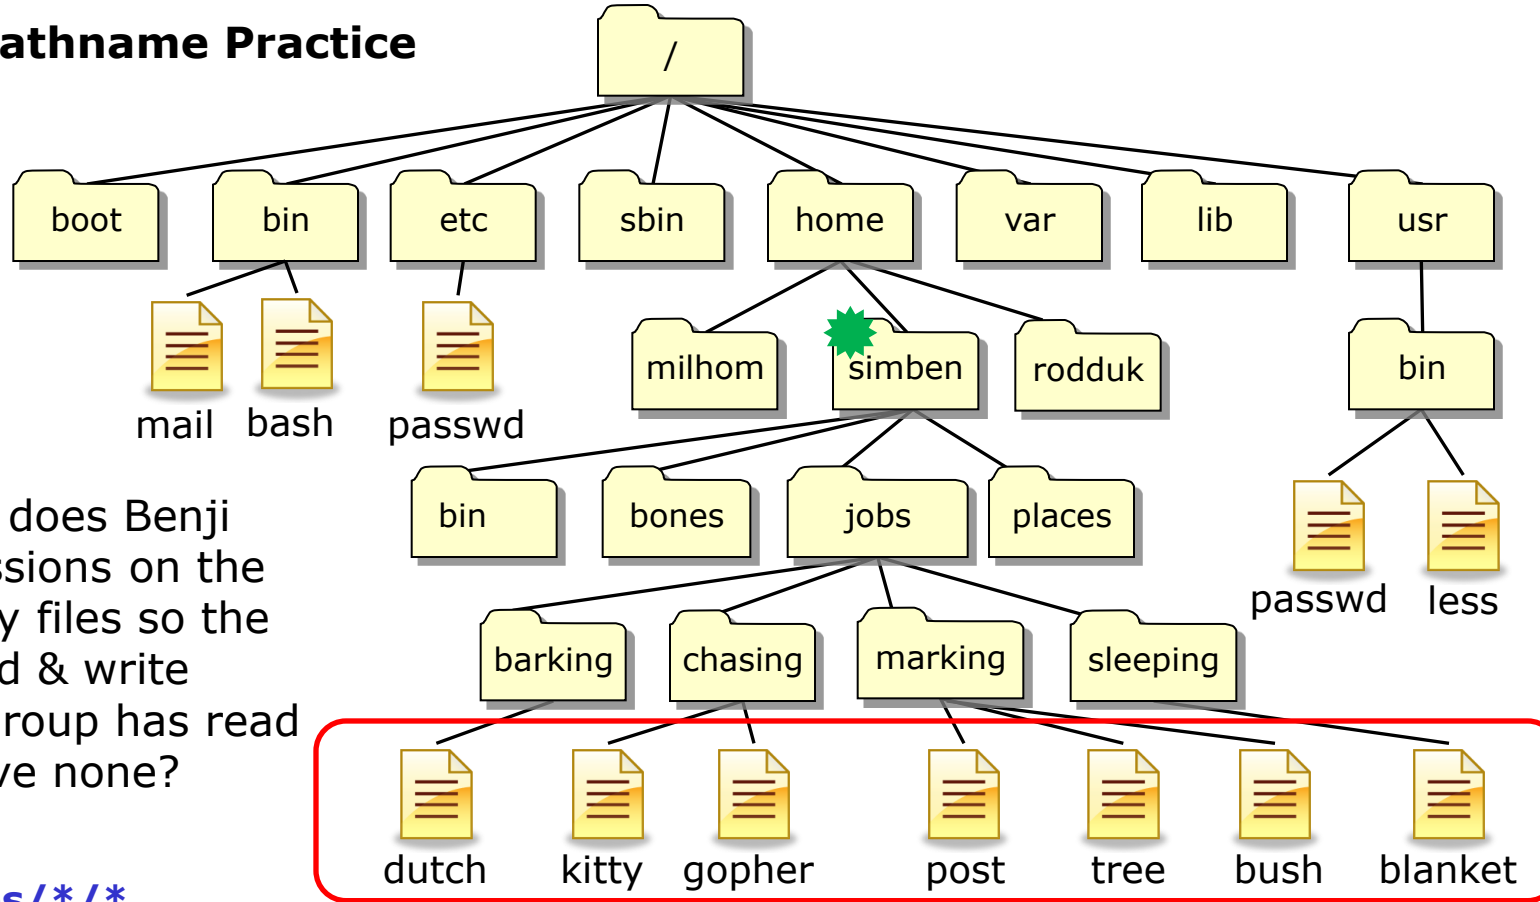 athname Practice
/
boot bin etc sbin home var lib usr
mail bash passwd
milhom simben rodduk bin
does Benji
ssions on the
y files so the
d & write
roup has read
ve none?
bin bones jobs places
passwd less
barking chasing marking sleeping
dutch kitty gopher post tree bush blanket
s/*/*